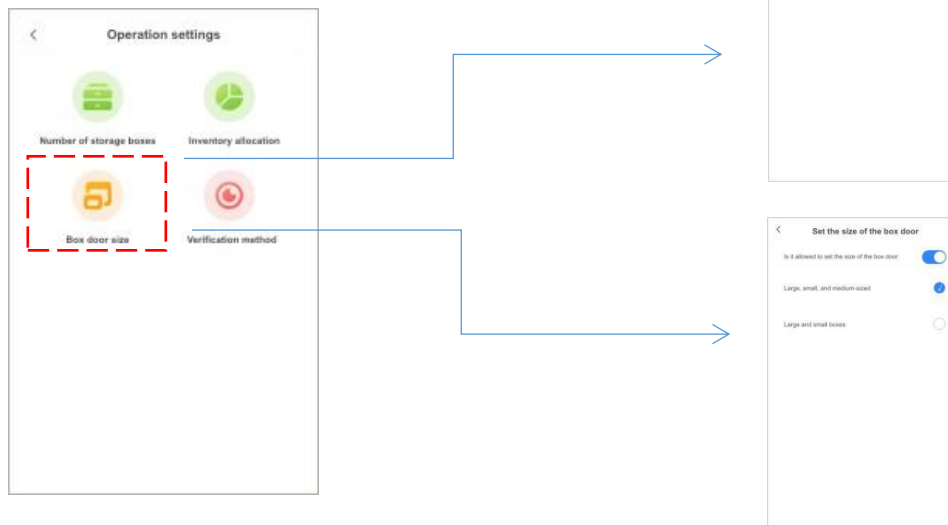 Operation settings
Number of storage boxes
Inventory allocation
Box door size
Verification method
Set the size of the box door
Is it allowed to set the size of the box door
Large, small, and medium-sized
Large and small boxes